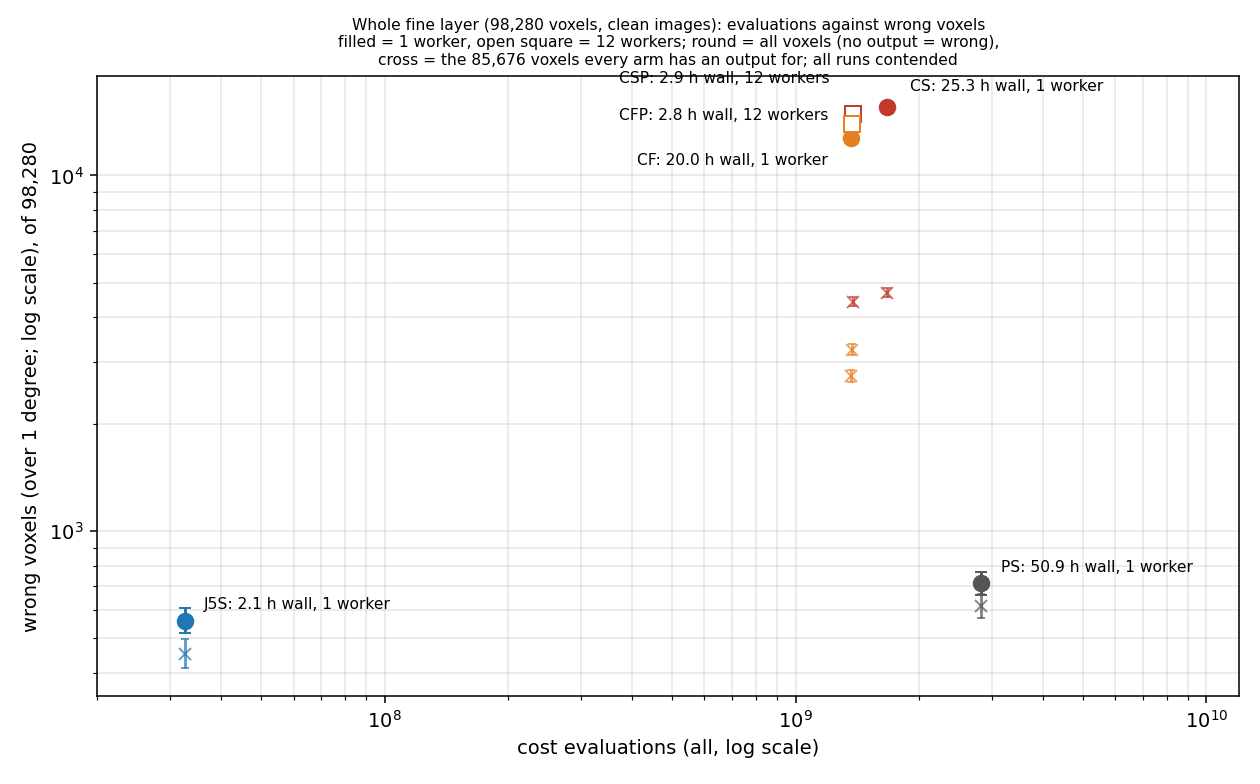 Whole fine layer (98,280 voxels, clean images): evaluations against wrong voxels
filled = 1 worker, open square = 12 workers; round = all voxels (no output = wrong),
cross = the 85,676 voxels every arm has an output for; all runs contended
CSP: 2.9 h wall, 12 workers
CS: 25.3 h wall, 1 worker
CFP: 2.8 h wall, 12 workers
CF: 20.0 h wall, 1 worker
PS: 50.9 h wall, 1 worker
J5S: 2.1 h wall, 1 worker
wrong voxels (over 1 degree; log scale), of 98,280
10⁴
10³
10⁸
10⁹
10¹⁰
cost evaluations (all, log scale)